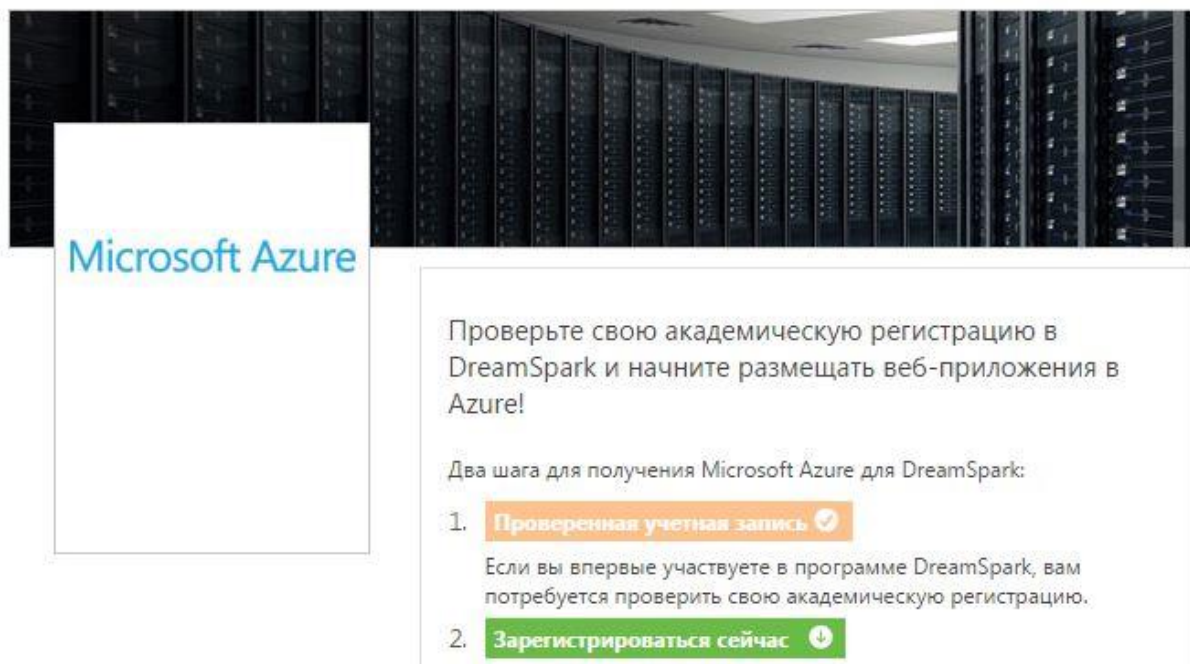 Microsoft Azure
Проверьте свою академическую регистрацию в
DreamSpark и начните размещать веб-приложения в
Azure!
Два шага для получения Microsoft Azure для DreamSpark:
1. Проверенная учетная запись
Если вы впервые участвуете в программе DreamSpark, вам
потребуется проверить свою академическую регистрацию.
2. Зарегистрироваться сейчас